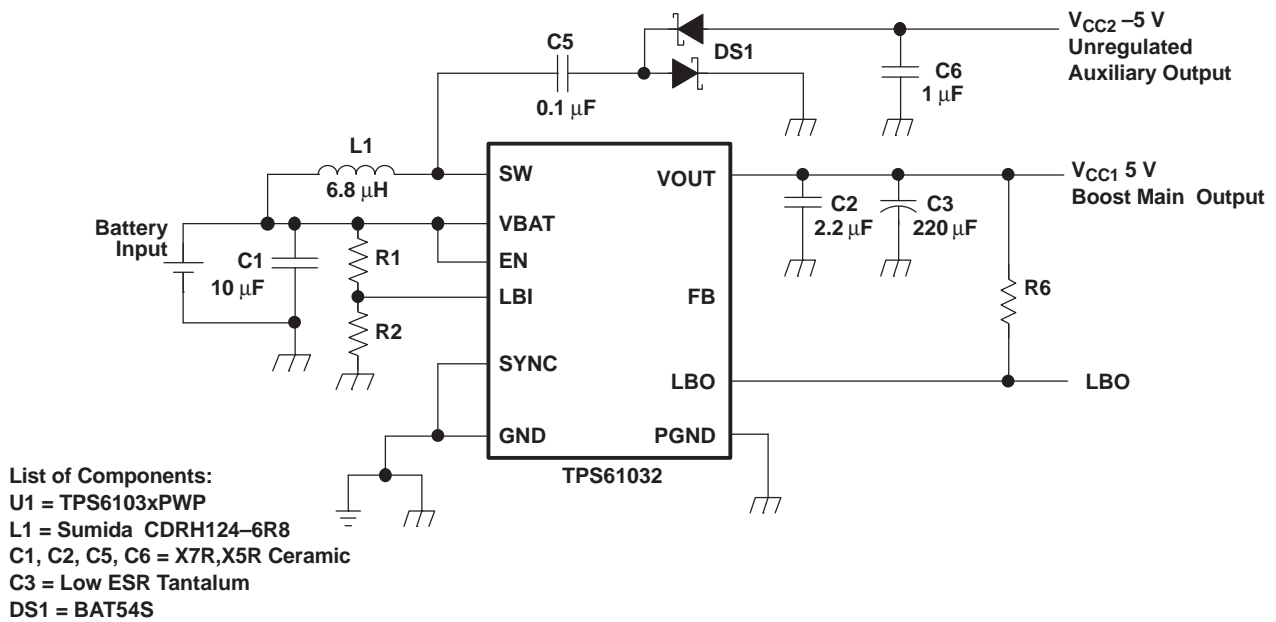 V_CC2 –5 V
Unregulated
Auxiliary Output
C5
0.1 µF
DS1
C6
1 µF
L1
6.8 µH
Battery
Input
C1
10 µF
R1
R2
SW
VBAT
EN
LBI
SYNC
GND
VOUT
FB
LBO
PGND
TPS61032
C2
2.2 µF
C3
220 µF
V_CC1 5 V
Boost Main Output
R6
LBO
List of Components:
U1 = TPS6103xPWP
L1 = Sumida CDRH124–6R8
C1, C2, C5, C6 = X7R,X5R Ceramic
C3 = Low ESR Tantalum
DS1 = BAT54S